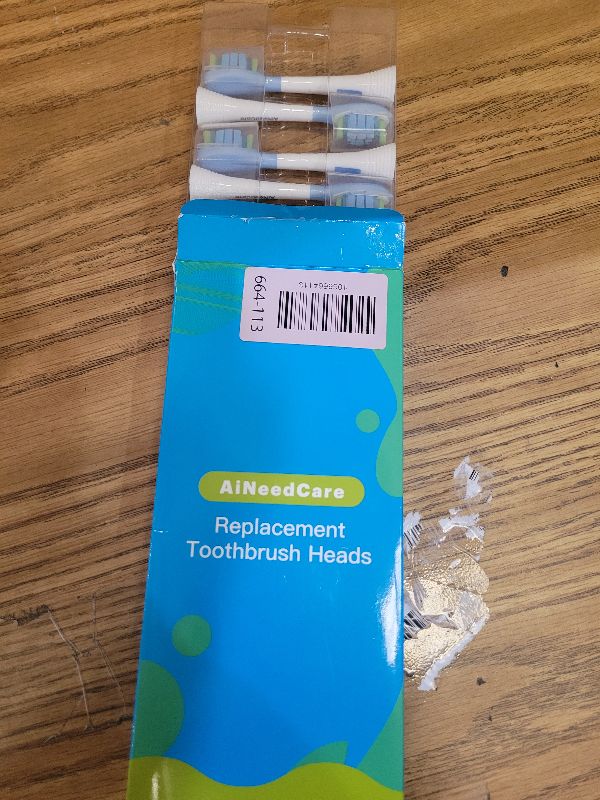 664-113
AiNeedCare
Replacement
Toothbrush Heads